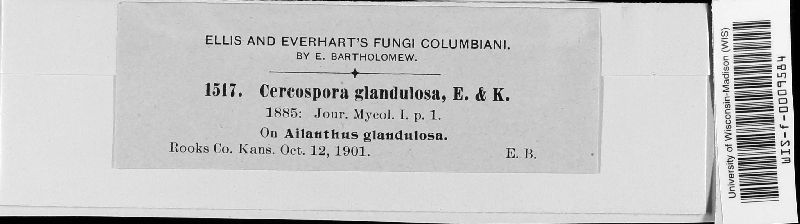 ELLIS AND EVERHART'S FUNGI COLUMBIANI.
BY E. BARTHOLOMEW.
1517. Cercospora glandulosa, E. & K.
1885: Jour. Mycol. I. p. 1.
On Ailanthus glandulosa.
Rooks Co. Kans. Oct. 12, 1901. E. B.
University of Wisconsin-Madison (WIS)
WIS-f-0009584